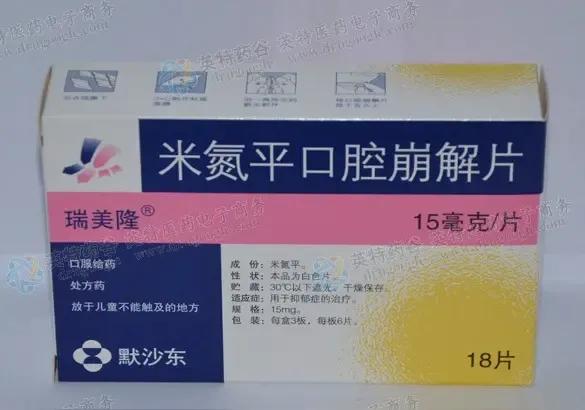 英特药谷 英特医药电子商务
米氮平口腔崩解片
瑞美隆®
15毫克/片
口服给药
处方药
放于儿童不能触及的地方
成份：米氮平。
性状：本品为白色片。
贮藏：30℃以下遮光，干燥保存。
适应症：用于抑郁症的治疗。
规格：15mg。
包装：每盒3板，每板6片。
默沙东
18片